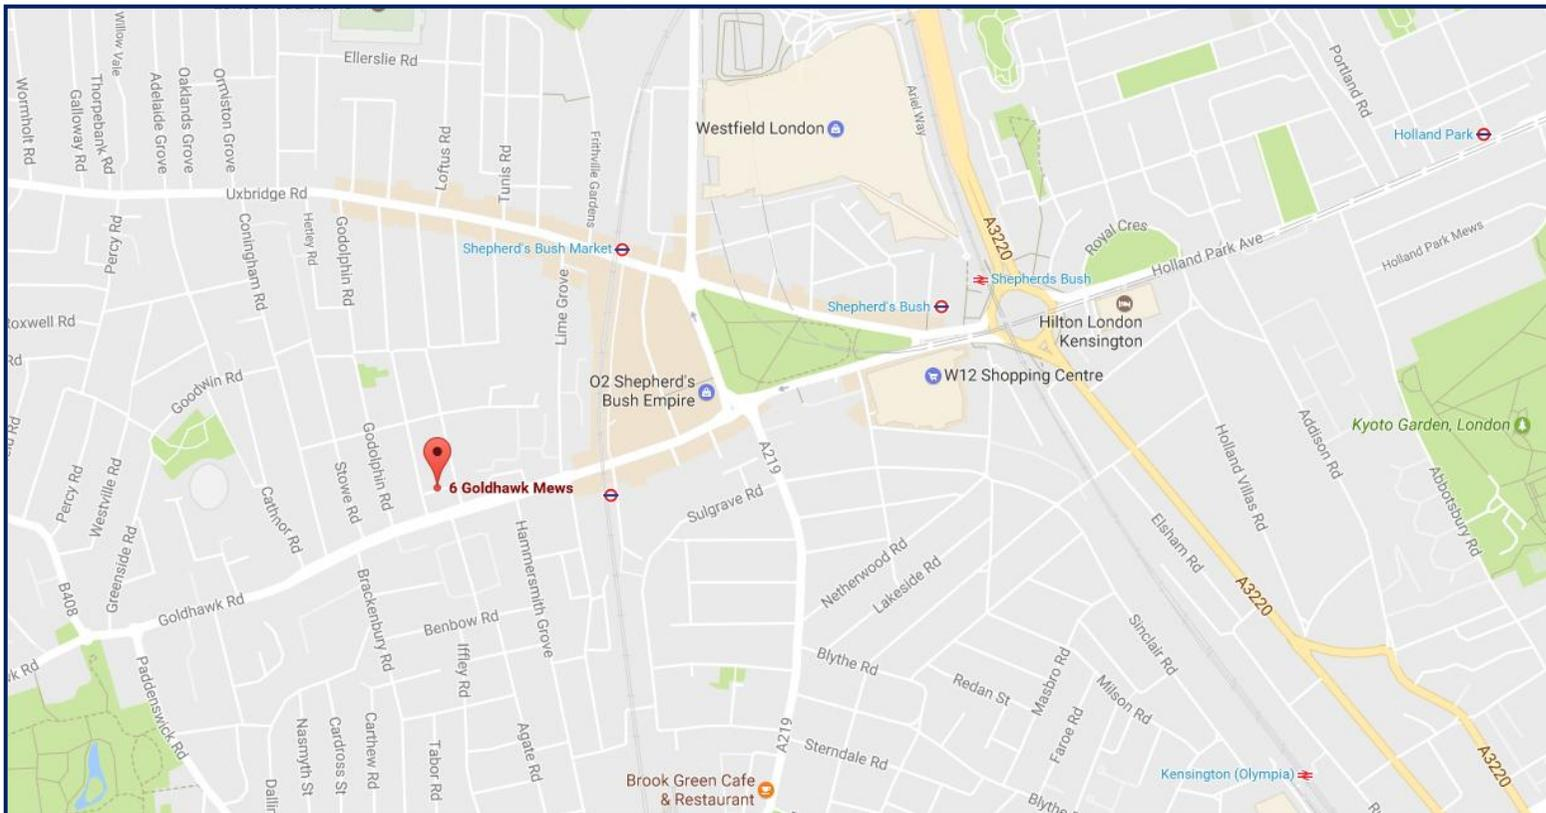 Willow Vale
Ellerslie Rd
Wormholt Rd
Galloway Rd
Thorpebank Rd
Adelaide Grove
Oaklands Grove
Ormiston Grove
Loftus Rd
Tunis Rd
Frithville Gardens
Ariel Way
Portland Rd
Westfield London
Holland Park
Uxbridge Rd
Percy Rd
Coningham Rd
Hetley Rd
Godolphin Rd
Shepherd's Bush Market
A3220
Royal Cres
Holland Park Ave
Holland Park Mews
Shepherds Bush
Shepherd's Bush
Lime Grove
Hilton London
Kensington
Goodwin Rd
O2 Shepherd's
Bush Empire
W12 Shopping Centre
Kyoto Garden, London
Addison Rd
Holland Villas Rd
Abbotsbury Rd
Percy Rd
Westville Rd
Greenside Rd
Cathnor Rd
Stowe Rd
Godolphin Rd
6 Goldhawk Mews
A219
Sulgrave Rd
Hammersmith Grove
Netherwood Rd
Lakeside Rd
Elsham Rd
A3220
B408
Goldhawk Rd
Brackenbury Rd
Benbow Rd
Iffley Rd
Blythe Rd
Sinclair Rd
Redan St
Masbro Rd
Milson Rd
Faroe Rd
Paddenswick Rd
Nasmyth St
Cardross St
Carthew Rd
Tabor Rd
Agate Rd
A219
Sterndale Rd
Kensington (Olympia)
A3220
Brook Green Cafe
& Restaurant